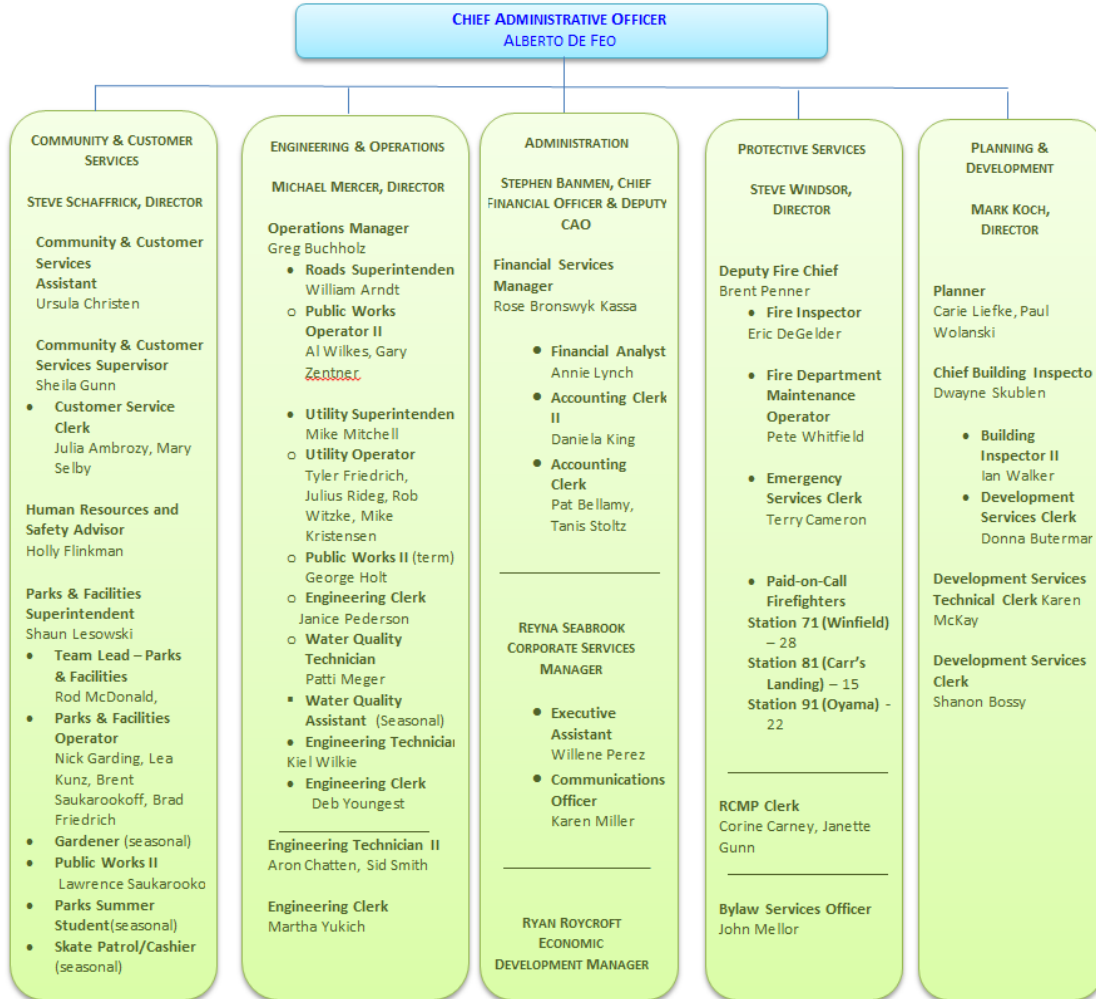 CHIEF ADMINISTRATIVE OFFICER
ALBERTO DE FEO
COMMUNITY & CUSTOMER
SERVICES
STEVE SCHAFFRICK, DIRECTOR
Community & Customer
Services
Assistant
Ursula Christen
Community & Customer
Services Supervisor
Sheila Gunn
• Customer Service
Clerk
Julia Ambrozy, Mary
Selby
Human Resources and
Safety Advisor
Holly Flinkman
Parks & Facilities
Superintendent
Shaun Lesowski
• Team Lead – Parks
& Facilities
Rod McDonald,
• Parks & Facilities
Operator
Nick Garding, Lea
Kunz, Brent
Saukarookoff, Brad
Friedrich
• Gardener (seasonal)
• Public Works II
Lawrence Saukarooko
• Parks Summer
Student(seasonal)
• Skate Patrol/Cashier
(seasonal)
ENGINEERING & OPERATIONS
MICHAEL MERCER, DIRECTOR
Operations Manager
Greg Buchholz
• Roads Superintenden
William Arndt
○ Public Works
Operator II
Al Wilkes, Gary
Zentner
• Utility Superintenden
Mike Mitchell
○ Utility Operator
Tyler Friedrich,
Julius Rideg, Rob
Witzke, Mike
Kristensen
○ Public Works II (term)
George Holt
○ Engineering Clerk
Janice Pederson
○ Water Quality
Technician
Patti Meger
▪ Water Quality
Assistant (Seasonal)
• Engineering Technician
Kiel Wilkie
• Engineering Clerk
Deb Youngest
Engineering Technician II
Aron Chatten, Sid Smith
Engineering Clerk
Martha Yukich
ADMINISTRATION
STEPHEN BANMEN, CHIEF
FINANCIAL OFFICER & DEPUTY
CAO
Financial Services
Manager
Rose Bronswyk Kassa
• Financial Analyst
Annie Lynch
• Accounting Clerk
II
Daniela King
• Accounting
Clerk
Pat Bellamy,
Tanis Stoltz
REYNA SEABROOK
CORPORATE SERVICES
MANAGER
• Executive
Assistant
Willene Perez
• Communications
Officer
Karen Miller
RYAN ROYCROFT
ECONOMIC
DEVELOPMENT MANAGER
PROTECTIVE SERVICES
STEVE WINDSOR,
DIRECTOR
Deputy Fire Chief
Brent Penner
• Fire Inspector
Eric DeGelder
• Fire Department
Maintenance
Operator
Pete Whitfield
• Emergency
Services Clerk
Terry Cameron
• Paid-on-Call
Firefighters
Station 71 (Winfield)
– 28
Station 81 (Carr's
Landing) – 15
Station 91 (Oyama) -
22
RCMP Clerk
Corine Carney, Janette
Gunn
Bylaw Services Officer
John Mellor
PLANNING &
DEVELOPMENT
MARK KOCH,
DIRECTOR
Planner
Carie Liefke, Paul
Wolanski
Chief Building Inspecto
Dwayne Skublen
• Building
Inspector II
Ian Walker
• Development
Services Clerk
Donna Butermar
Development Services
Technical Clerk Karen
McKay
Development Services
Clerk
Shanon Bossy